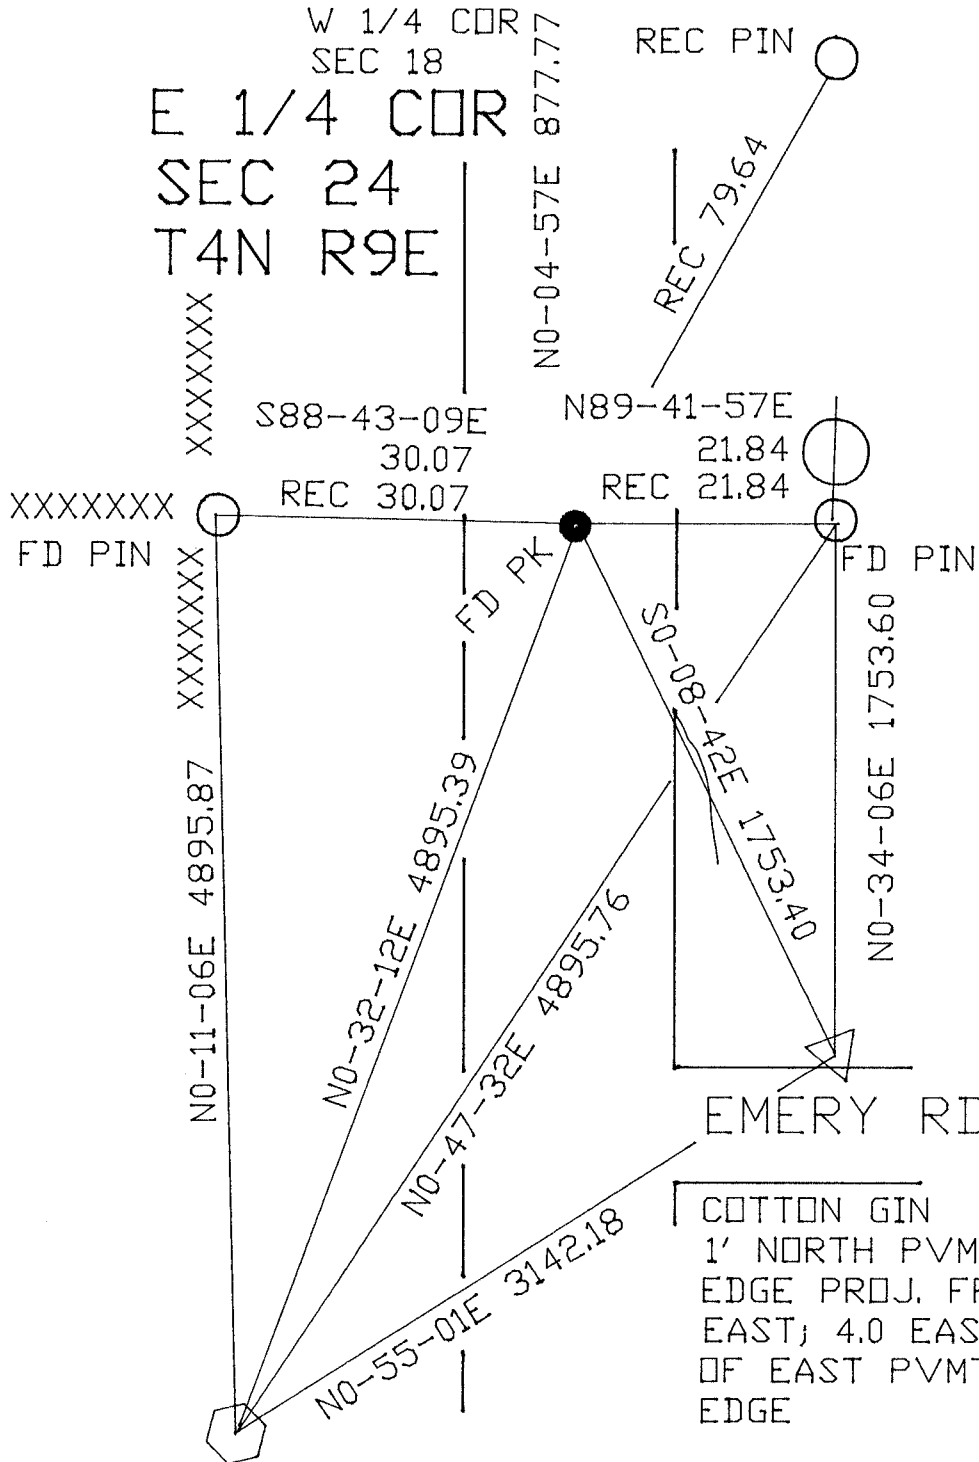 W 1/4 COR
SEC 18
E 1/4 COR
SEC 24
T4N R9E
N0-04-57E 877.77
REC PIN
REC 79.64
XXXXXXX
S88-43-09E
30.07
REC 30.07
N89-41-57E
21.84
REC 21.84
XXXXXXX
FD PIN
XXXXXXX
FD PK
FD PIN
S0-08-42E 1753.40
N0-34-06E 1753.60
N0-11-06E 4895.87
N0-32-12E 4895.39
N0-47-32E 4895.76
N0-55-01E 3142.18
EMERY RD
COTTON GIN
1' NORTH PVM
EDGE PROJ. FR
EAST; 4.0 EAS
OF EAST PVMT
EDGE